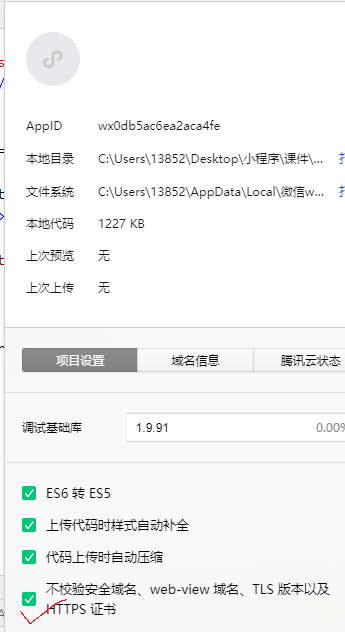 AppID wx0db5ac6ea2aca4fe
本地目录 C:\Users\13852\Desktop\小程序\课件\...
文件系统 C:\Users\13852\AppData\Local\微信w...
本地代码 1227 KB
上次预览 无
上次上传 无
项目设置 域名信息 腾讯云状态
调试基础库 1.9.91 0.00%
ES6 转 ES5
上传代码时样式自动补全
代码上传时自动压缩
不校验安全域名、web-view 域名、TLS 版本以及
HTTPS 证书